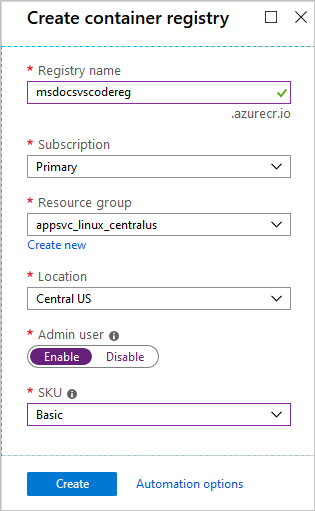 Create container registry
* Registry name
msdocsvscodereg
.azurecr.io
* Subscription
Primary
* Resource group
appsvc_linux_centralus
Create new
* Location
Central US
* Admin user
Enable Disable
* SKU
Basic
Create Automation options